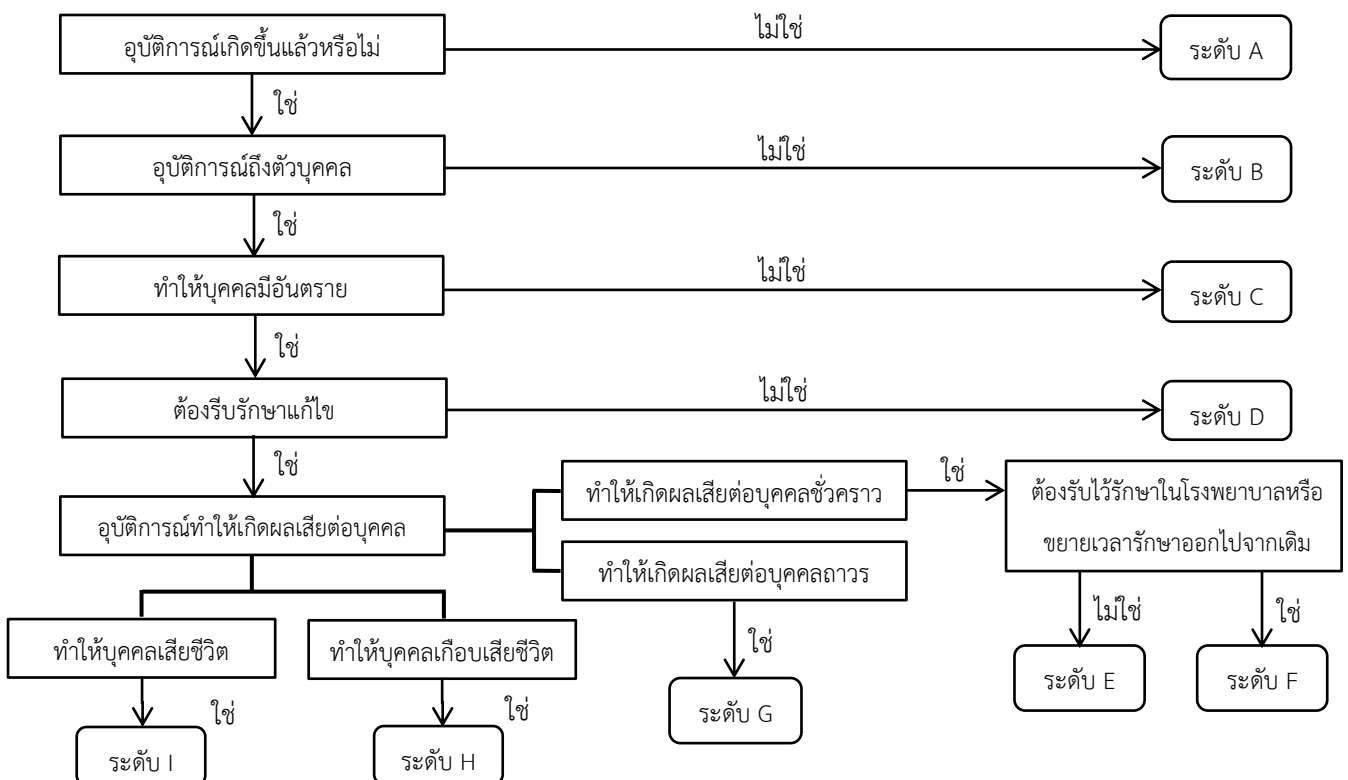 อุบัติการณ์เกิดขึ้นแล้วหรือไม่
ไม่ใช่
ระดับ A
ใช่
อุบัติการณ์ถึงตัวบุคคล
ไม่ใช่
ระดับ B
ใช่
ทำให้บุคคลมีอันตราย
ไม่ใช่
ระดับ C
ใช่
ต้องรีบรักษาแก้ไข
ไม่ใช่
ระดับ D
ใช่
อุบัติการณ์ทำให้เกิดผลเสียต่อบุคคล
ทำให้เกิดผลเสียต่อบุคคลชั่วคราว
ใช่
ต้องรับไว้รักษาในโรงพยาบาลหรือ
ขยายเวลารักษาออกไปจากเดิม
ทำให้เกิดผลเสียต่อบุคคลถาวร
ไม่ใช่
ใช่
ทำให้บุคคลเสียชีวิต
ทำให้บุคคลเกือบเสียชีวิต
ใช่
ระดับ E
ระดับ F
ใช่
ใช่
ระดับ G
ระดับ I
ระดับ H